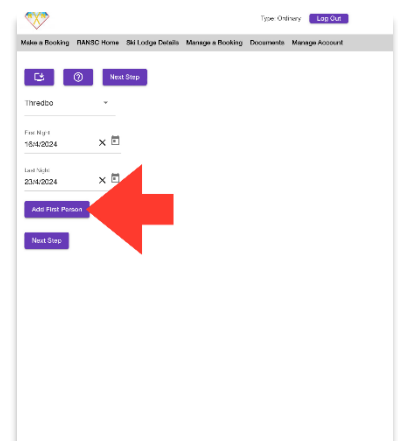 Type: Ordinary Log Out
Make a Booking RANSC Home Ski Lodge Details Manage a Booking Documents Manage Account
Next Step
Thredbo
First Night
16/4/2024
Last Night
23/4/2024
Add First Person
Next Step